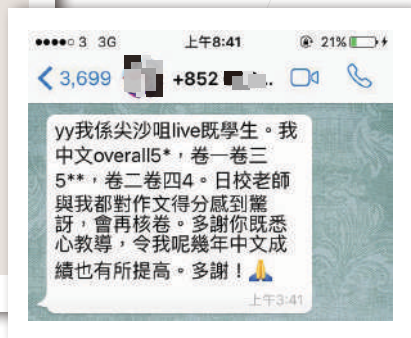 3 3G 上午8:41 21%
3,699 +852 ..
yy我係尖沙咀live既學生。我
中文overall5*，卷一卷三
5**，卷二卷四4。日校老師
與我都對作文得分感到驚
訝，會再核卷。多謝你既悉
心教導，令我呢幾年中文成
績也有所提高。多謝！🙏
上午3:41